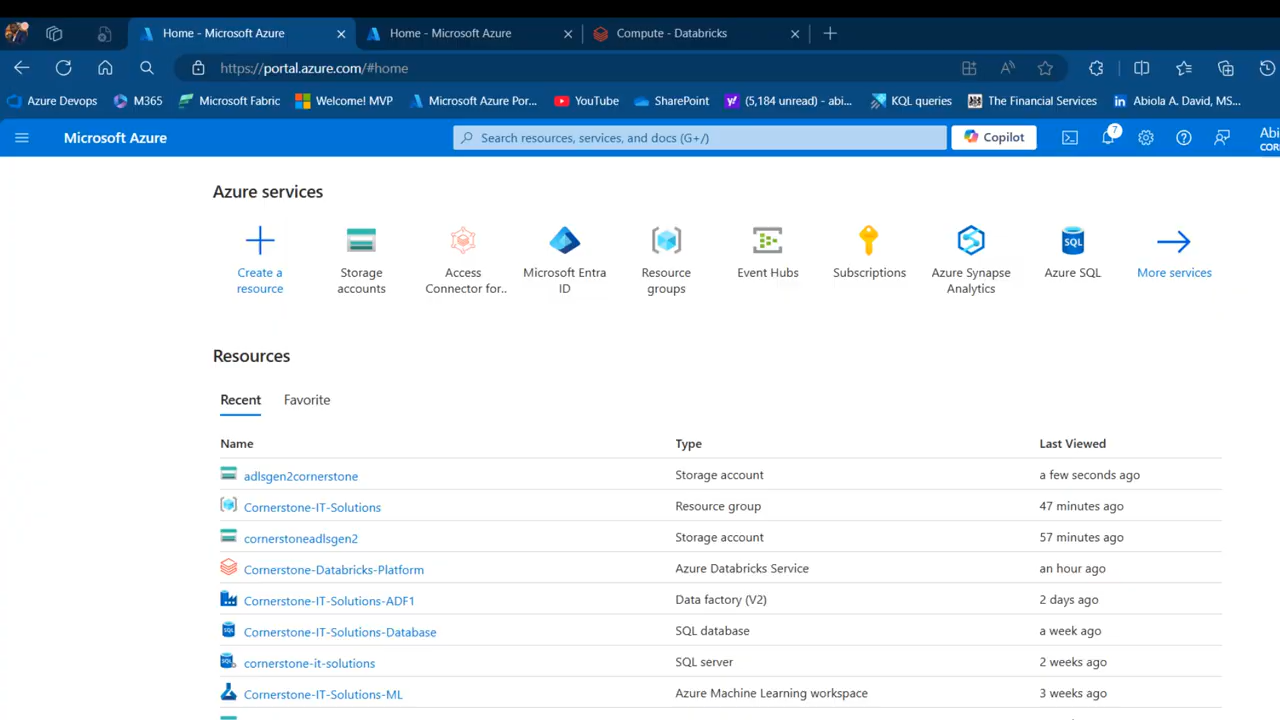 Home - Microsoft Azure
Home - Microsoft Azure
Compute - Databricks
https://portal.azure.com/#home
Azure Devops
M365
Microsoft Fabric
Welcome! MVP
Microsoft Azure Por...
YouTube
SharePoint
(5,184 unread) - abi...
KQL queries
The Financial Services
Abiola A. David, MS...
Microsoft Azure
Search resources, services, and docs (G+/)
Copilot
7
Abi
COR
Azure services
Create a
resource
Storage
accounts
Access
Connector for..
Microsoft Entra
ID
Resource
groups
Event Hubs
Subscriptions
Azure Synapse
Analytics
SQL
Azure SQL
More services
Resources
Recent
Favorite
Name Type Last Viewed
adlsgen2cornerstone Storage account a few seconds ago
Cornerstone-IT-Solutions Resource group 47 minutes ago
cornerstoneadlsgen2 Storage account 57 minutes ago
Cornerstone-Databricks-Platform Azure Databricks Service an hour ago
Cornerstone-IT-Solutions-ADF1 Data factory (V2) 2 days ago
SQL Cornerstone-IT-Solutions-Database SQL database a week ago
SQL cornerstone-it-solutions SQL server 2 weeks ago
Cornerstone-IT-Solutions-ML Azure Machine Learning workspace 3 weeks ago